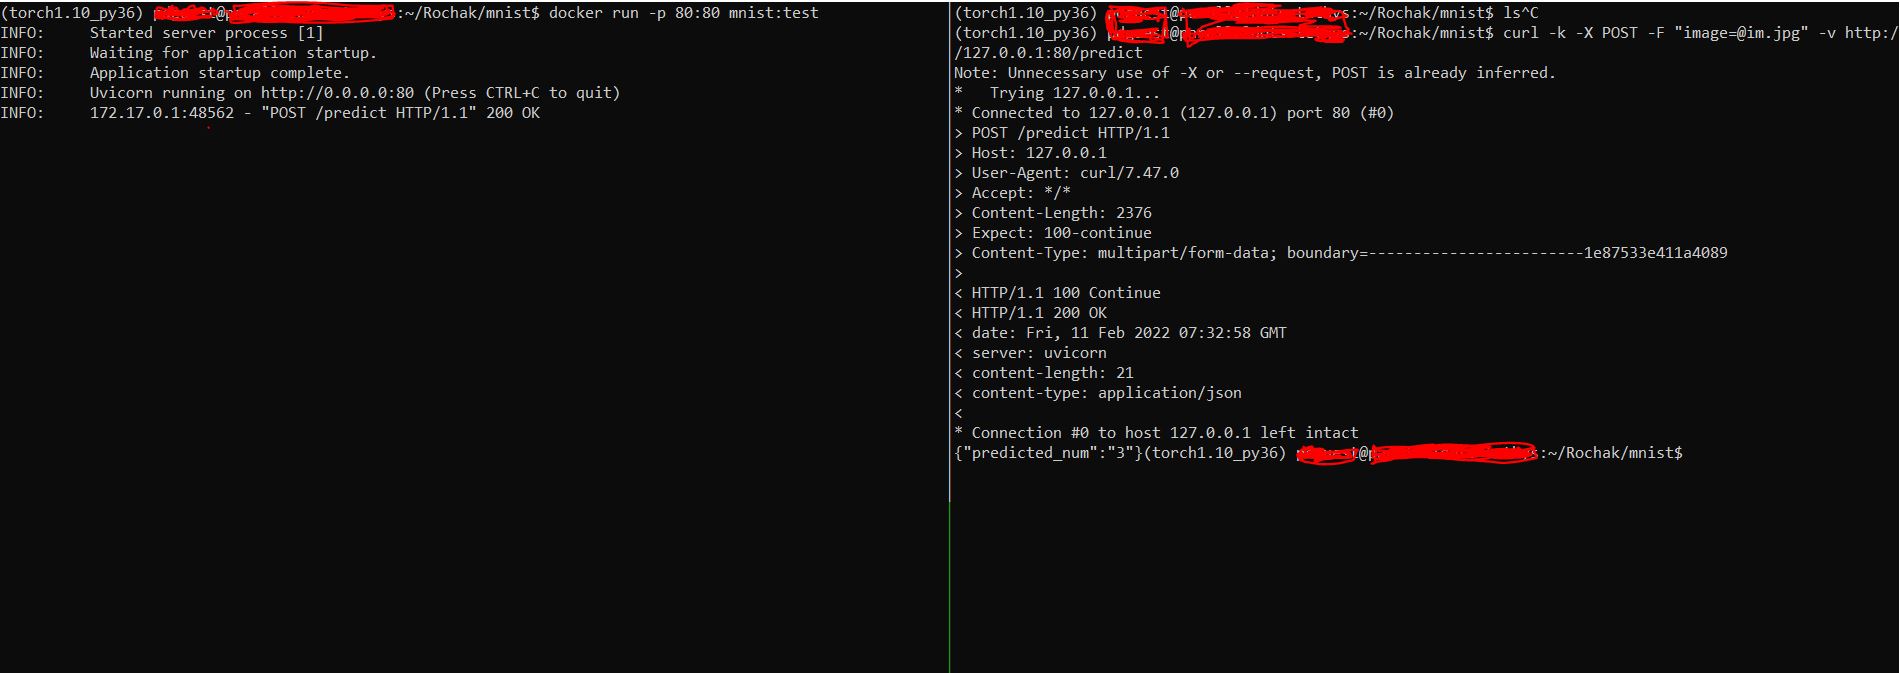 (torch1.10_py36) :~/Rochak/mnist$ docker run -p 80:80 mnist:test
INFO:     Started server process [1]
INFO:     Waiting for application startup.
INFO:     Application startup complete.
INFO:     Uvicorn running on http://0.0.0.0:80 (Press CTRL+C to quit)
INFO:     172.17.0.1:48562 - "POST /predict HTTP/1.1" 200 OK
(torch1.10_py36) :~/Rochak/mnist$ ls^C
(torch1.10_py36) :~/Rochak/mnist$ curl -k -X POST -F "image=@im.jpg" -v http:/
/127.0.0.1:80/predict
Note: Unnecessary use of -X or --request, POST is already inferred.
*   Trying 127.0.0.1...
* Connected to 127.0.0.1 (127.0.0.1) port 80 (#0)
> POST /predict HTTP/1.1
> Host: 127.0.0.1
> User-Agent: curl/7.47.0
> Accept: */*
> Content-Length: 2376
> Expect: 100-continue
> Content-Type: multipart/form-data; boundary=------------------------1e87533e411a4089
>
< HTTP/1.1 100 Continue
< HTTP/1.1 200 OK
< date: Fri, 11 Feb 2022 07:32:58 GMT
< server: uvicorn
< content-length: 21
< content-type: application/json
<
* Connection #0 to host 127.0.0.1 left intact
{"predicted_num":"3"}(torch1.10_py36) :~/Rochak/mnist$